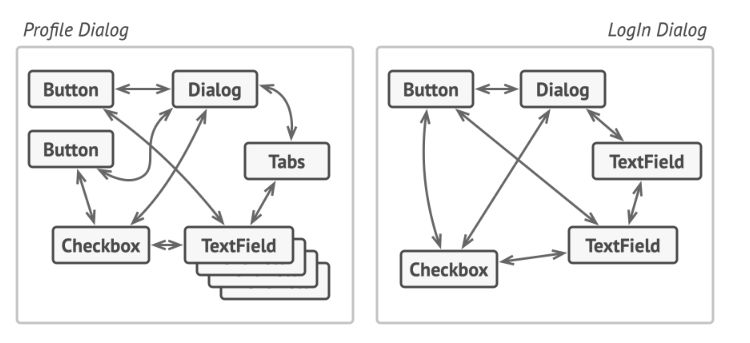 Profile Dialog
Button
Dialog
Button
Tabs
Checkbox
TextField
LogIn Dialog
Button
Dialog
TextField
TextField
Checkbox